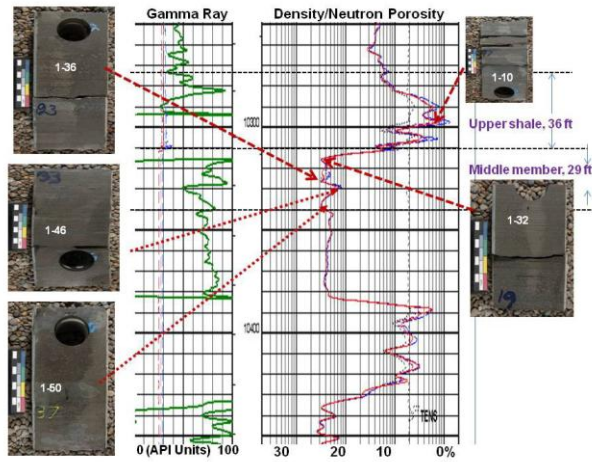 Gamma Ray
Density/Neutron Porosity
1-36
93
1-10
10300
Upper shale, 36 ft
Middle member, 29 ft
93
1-46
1-32
19
1-50
37
10400
TENS
0 (API Units) 100
30
20
10
0%